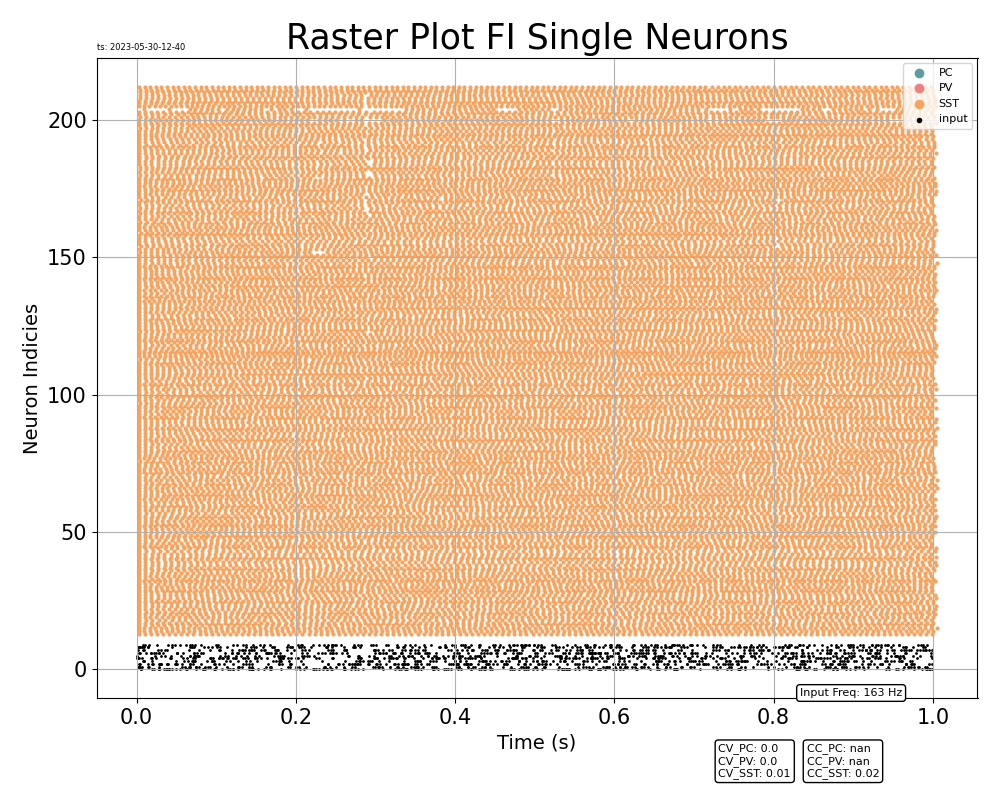 Raster Plot FI Single Neurons
ts: 2023-05-30-12-40
PC
PV
SST
input
200
150
100
50
0
Neuron Indicies
0.0 0.2 0.4 0.6 0.8 1.0
Time (s)
Input Freq: 163 Hz
CV_PC: 0.0
CV_PV: 0.0
CV_SST: 0.01
CC_PC: nan
CC_PV: nan
CC_SST: 0.02